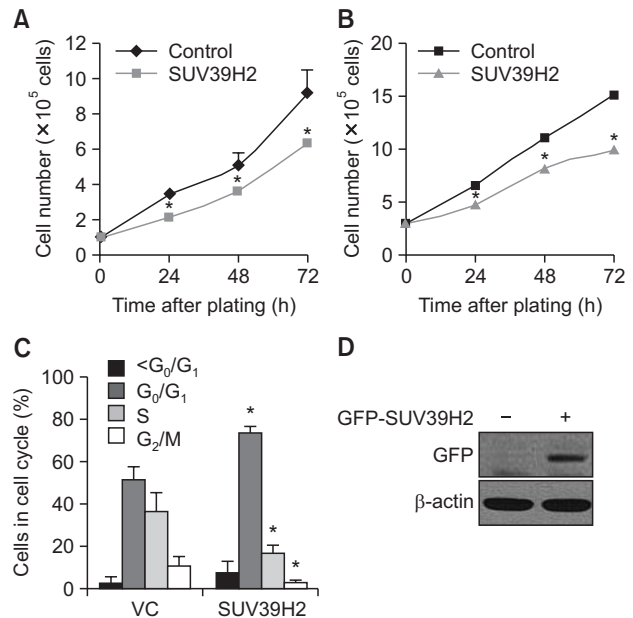 A
12
10
8
6
4
2
0
Cell number (×10⁵ cells)
Control
SUV39H2
*
*
*
0
24
48
72
Time after plating (h)
B
20
15
10
5
0
Cell number (×10⁵ cells)
Control
SUV39H2
*
*
*
0
24
48
72
Time after plating (h)
C
<G₀/G₁
G₀/G₁
S
G₂/M
100
80
60
40
20
0
Cells in cell cycle (%)
*
*
*
VC
SUV39H2
D
GFP-SUV39H2 − +
GFP
β-actin